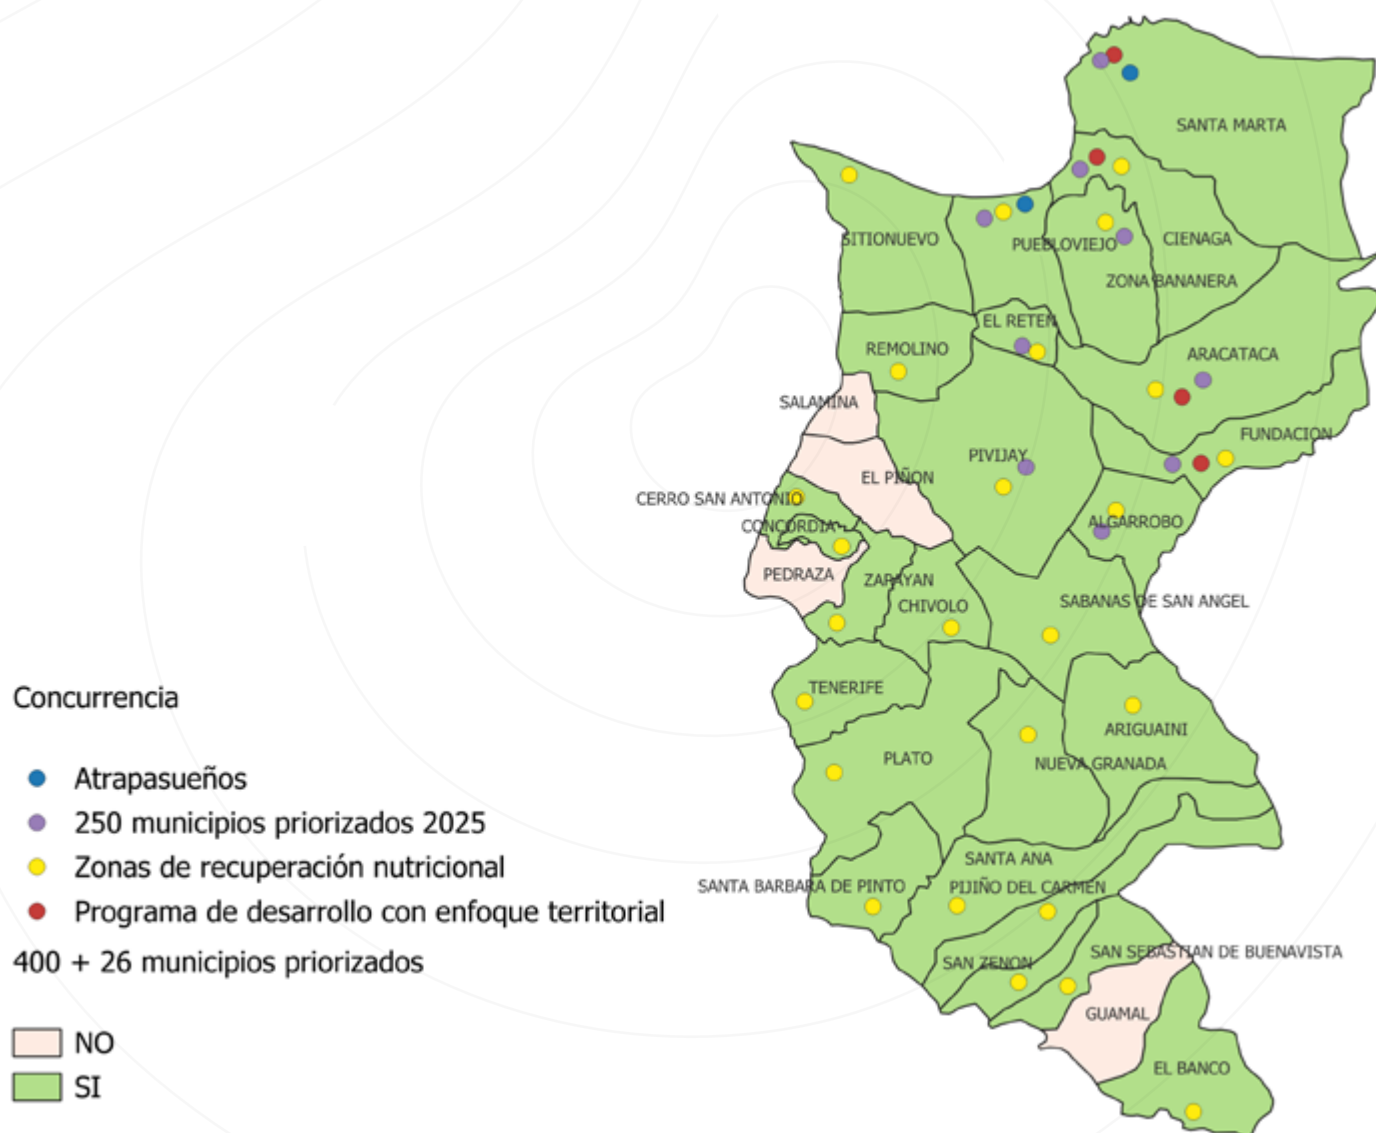 SANTA MARTA
SITIONUEVO
PUEBLOVIEJO
CIENAGA
ZONA BANANERA
EL RETEN
REMOLINO
ARACATACA
SALAMINA
FUNDACION
PIVIJAY
EL PIÑON
CERRO SAN ANTONIO
CONCORDIA
ALGARROBO
PEDRAZA
ZAPAYAN
CHIVOLO
SABANAS DE SAN ANGEL
TENERIFE
ARIGUAINI
PLATO
NUEVA GRANADA
SANTA ANA
SANTA BARBARA DE PINTO
PIJIÑO DEL CARMEN
SAN SEBASTIAN DE BUENAVISTA
SAN ZENON
GUAMAL
EL BANCO
Concurrencia
Atrapasueños
250 municipios priorizados 2025
Zonas de recuperación nutricional
Programa de desarrollo con enfoque territorial
400 + 26 municipios priorizados
NO
SI